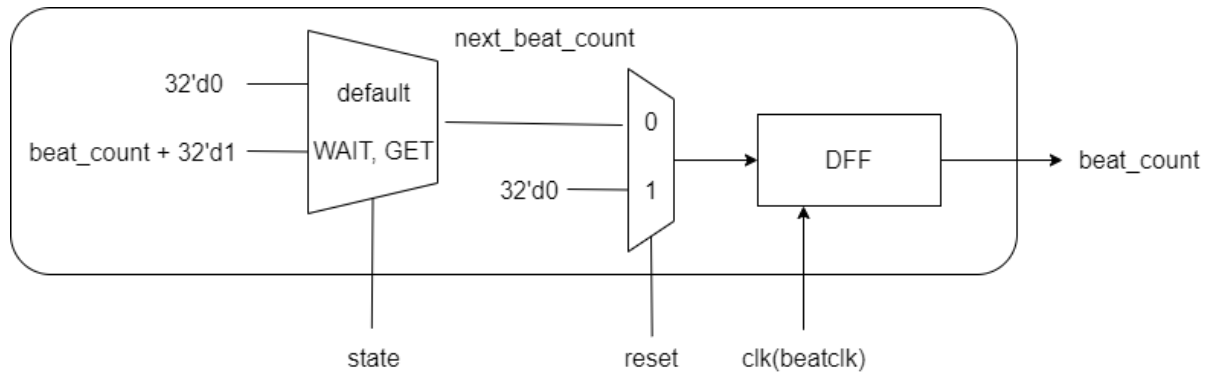 next_beat_count
32'd0
default
beat_count + 32'd1
WAIT, GET
0
32'd0
1
DFF
beat_count
state
reset
clk(beatclk)